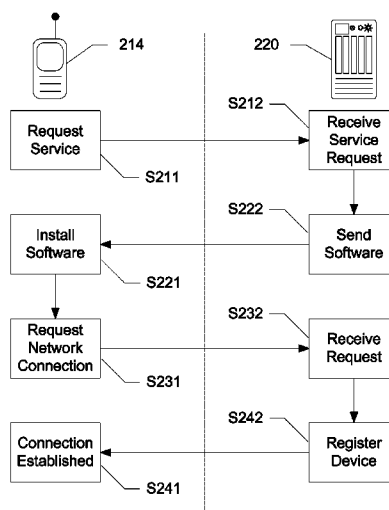 214
220
S212
Request
Service
Receive
Service
Request
S211
S222
Install
Software
Send
Software
S221
S232
Request
Network
Connection
Receive
Request
S231
S242
Connection
Established
Register
Device
S241